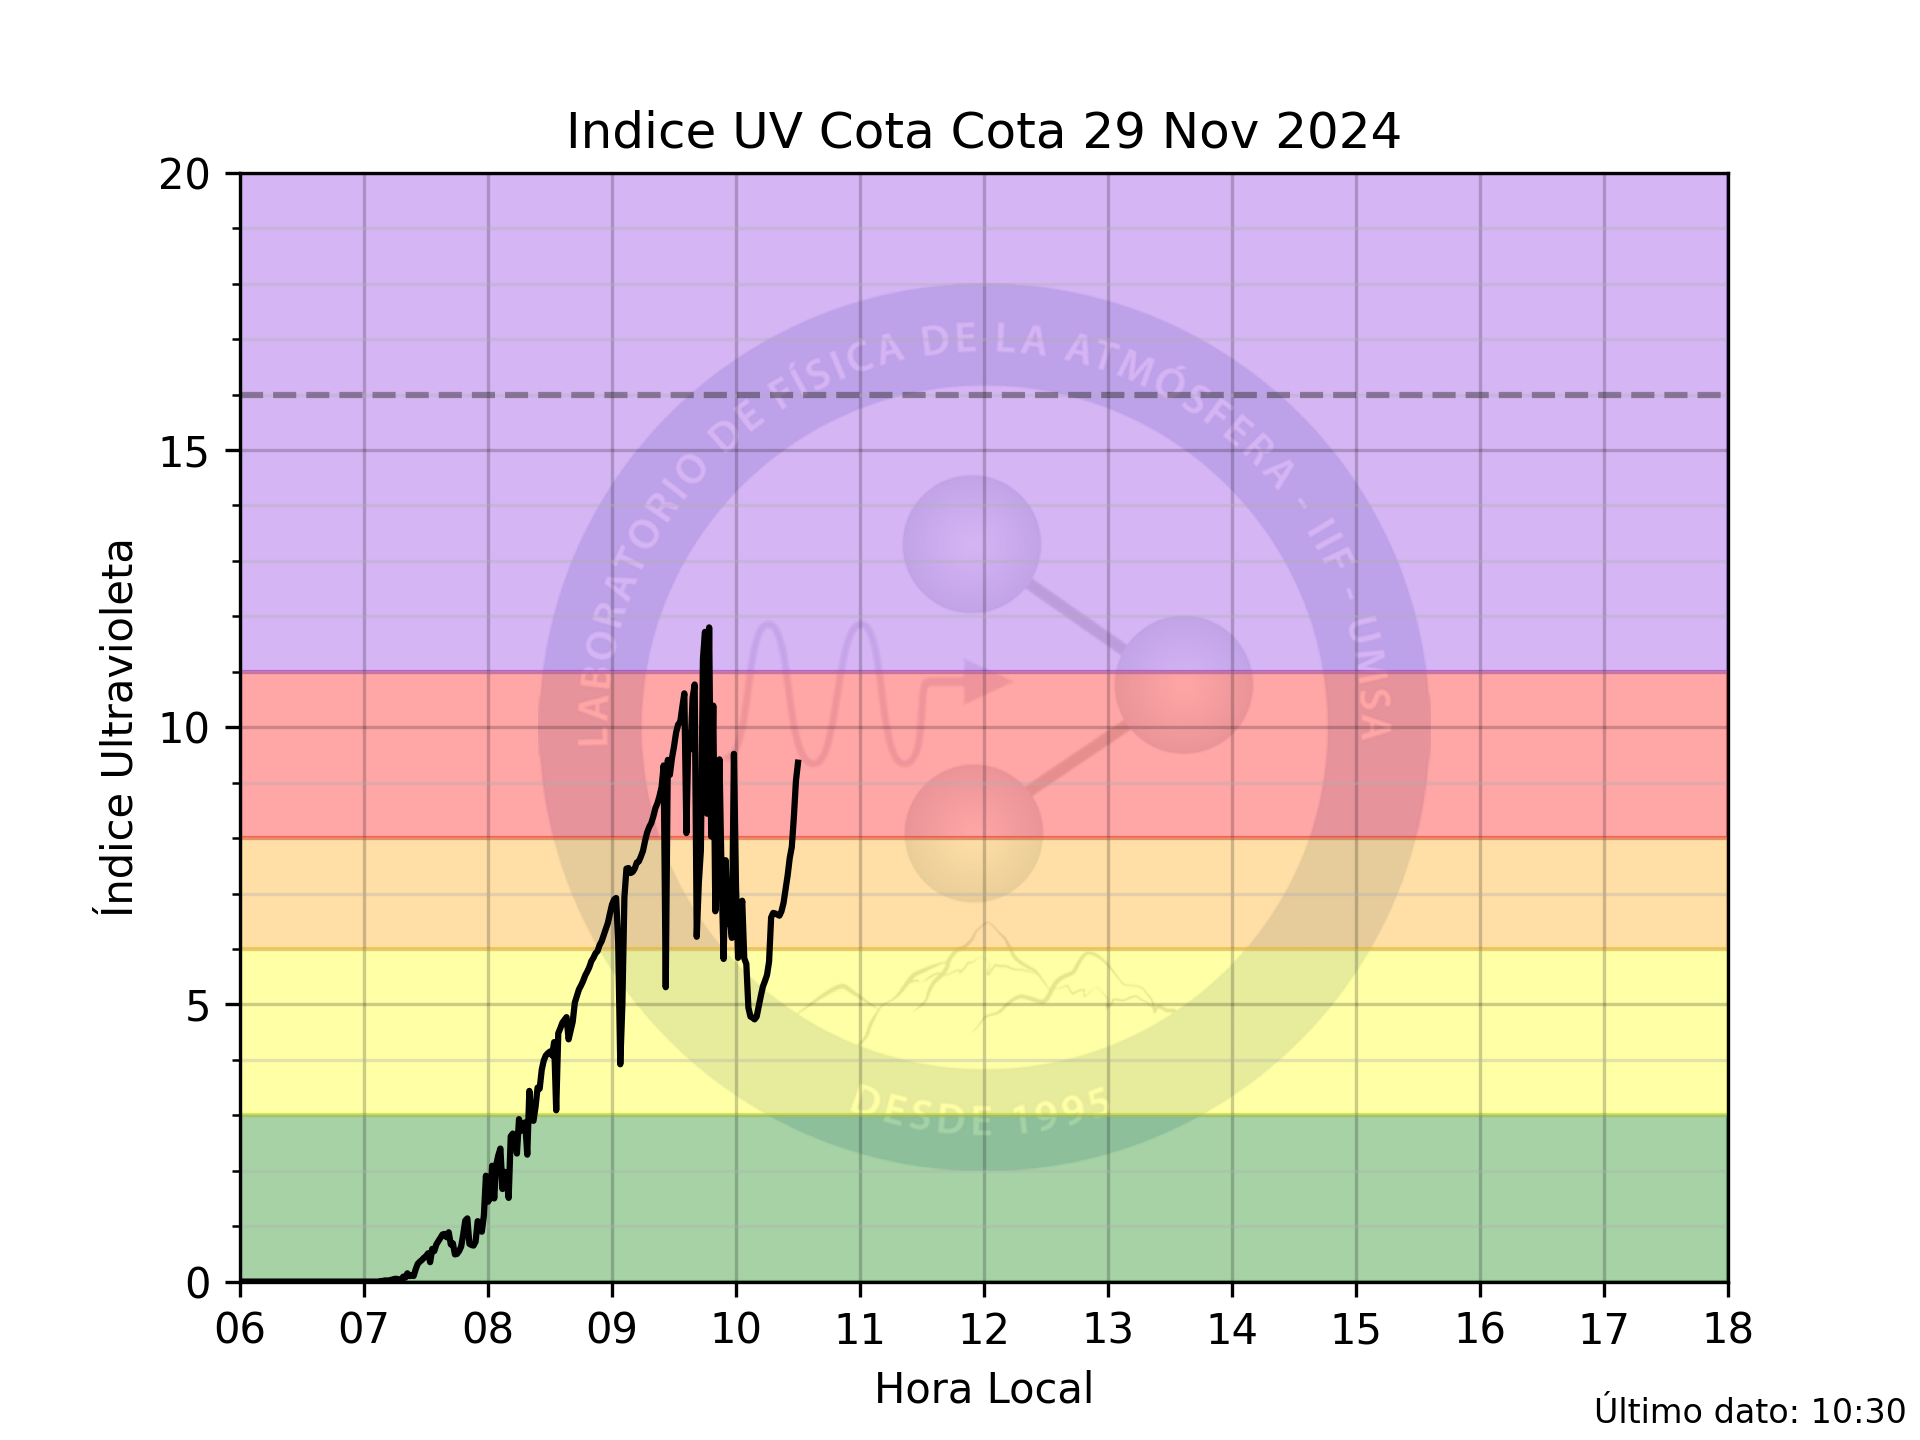 Indice UV Cota Cota 29 Nov 2024
20
15
10
5
0
Índice Ultravioleta
LABORATORIO DE FÍSICA DE LA ATMÓSFERA - IIF - UMSA
DESDE 1995
06 07 08 09 10 11 12 13 14 15 16 17 18
Hora Local
Último dato: 10:30